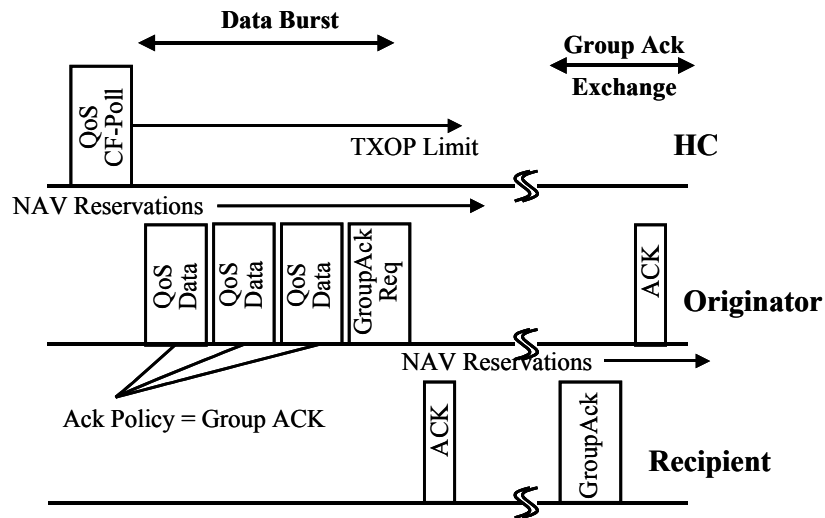 Data Burst
Group Ack
Exchange
QoS
CF-Poll
TXOP Limit
HC
NAV Reservations
QoS
Data
QoS
Data
QoS
Data
GroupAck
Req
ACK
Originator
NAV Reservations
Ack Policy = Group ACK
ACK
GroupAck
Recipient